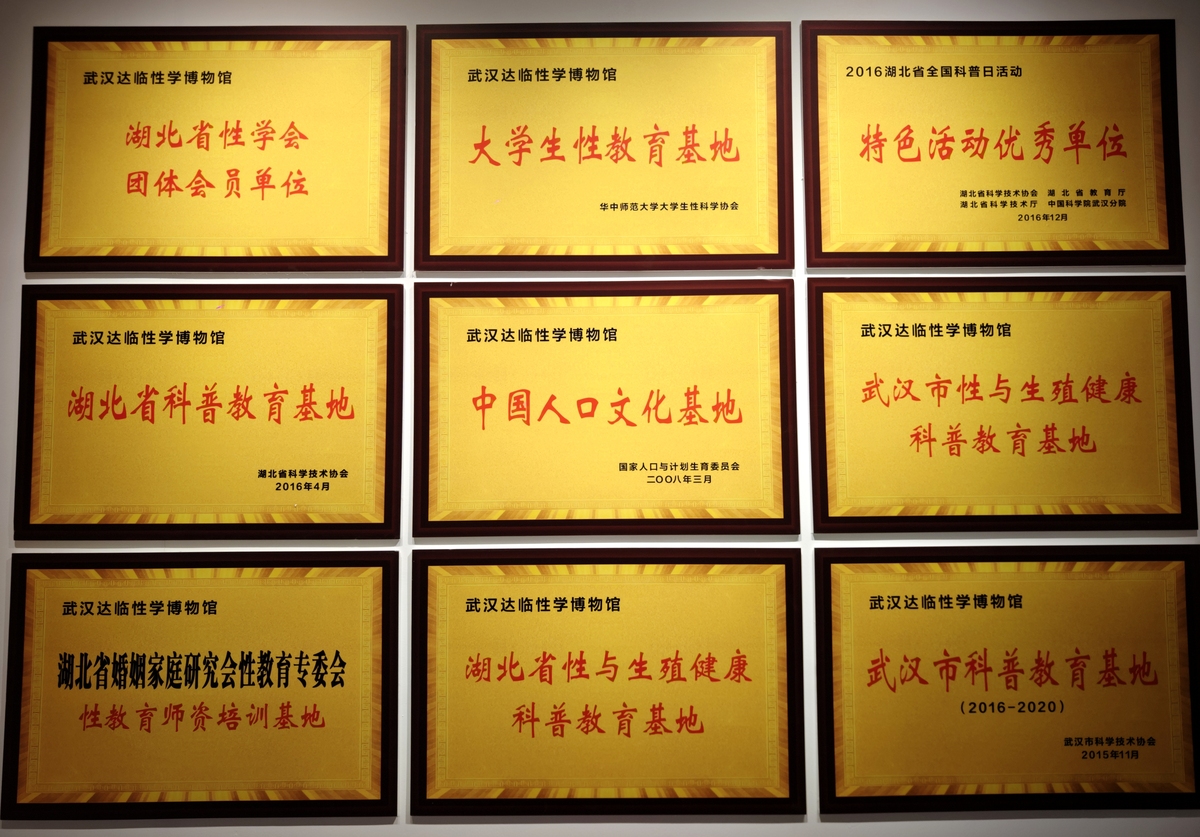 武汉达临性学博物馆
湖北省性学会
团体会员单位
武汉达临性学博物馆
大学生性教育基地
华中师范大学大学生性科学协会
2016湖北省全国科普日活动
特色活动优秀单位
湖北省科学技术协会 湖北省教育厅
湖北省科学技术厅 中国科学院武汉分院
2016年12月
武汉达临性学博物馆
湖北省科普教育基地
湖北省科学技术协会
2016年4月
武汉达临性学博物馆
中国人口文化基地
国家人口与计划生育委员会
二〇〇八年三月
武汉达临性学博物馆
武汉市性与生殖健康
科普教育基地
武汉达临性学博物馆
湖北省婚姻家庭研究会性教育专委会
性教育师资培训基地
武汉达临性学博物馆
湖北省性与生殖健康
科普教育基地
武汉达临性学博物馆
武汉市科普教育基地
(2016-2020)
武汉市科学技术协会
2015年11月